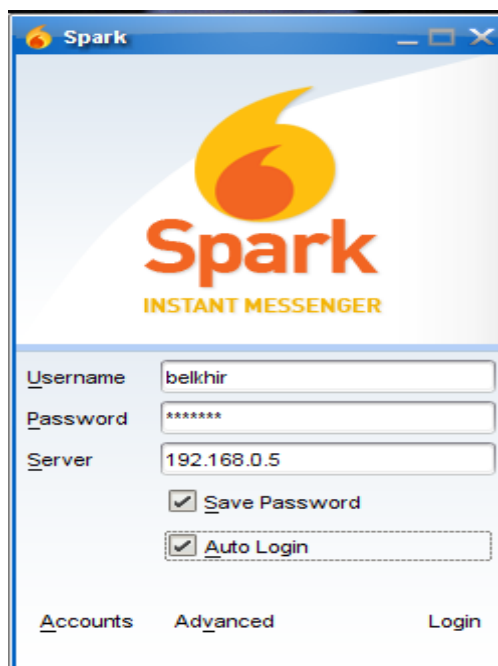 Spark
Spark
INSTANT MESSENGER
Username belkhir
Password *******
Server 192.168.0.5
Save Password
Auto Login
Accounts Advanced Login